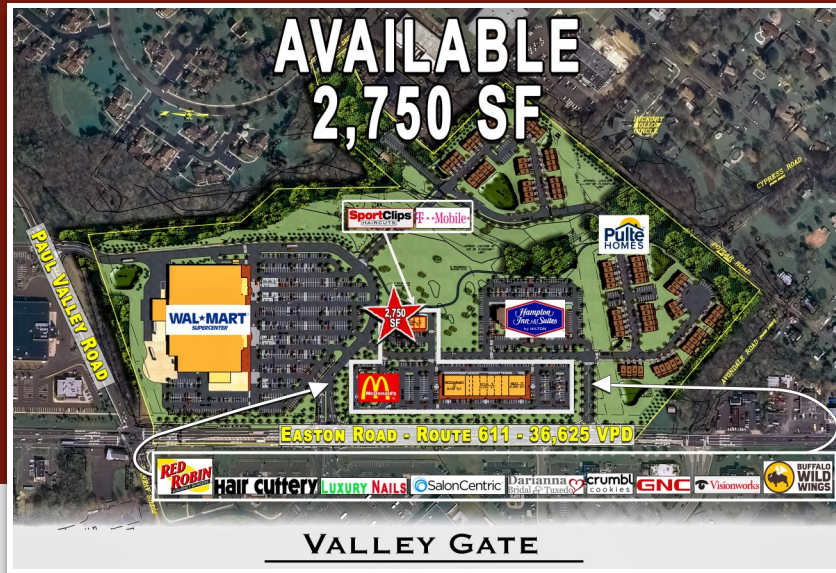 AVAILABLE
2,750 SF
HICKORY
HOLLOW
CIRCLE
CYPRESS ROAD
SportClips
HAIRCUTS
T··Mobile·
Pulte
HOMES
POPLAR ROAD
PAUL VALLEY ROAD
WAL★MART
SUPERCENTER
2,750
SF
Hampton
Inn & Suites
by HILTON
AVONDALE ROAD
McDonald's
EASTON ROAD - ROUTE 611 - 36,625 VPD
RED
ROBIN
Hair cuttery
LUXURY NAILS
SalonCentric
Darianna
Bridal & Tuxedo
crumbl
cookies
GNC
Visionworks
BUFFALO
WILD
WINGS
VALLEY GATE